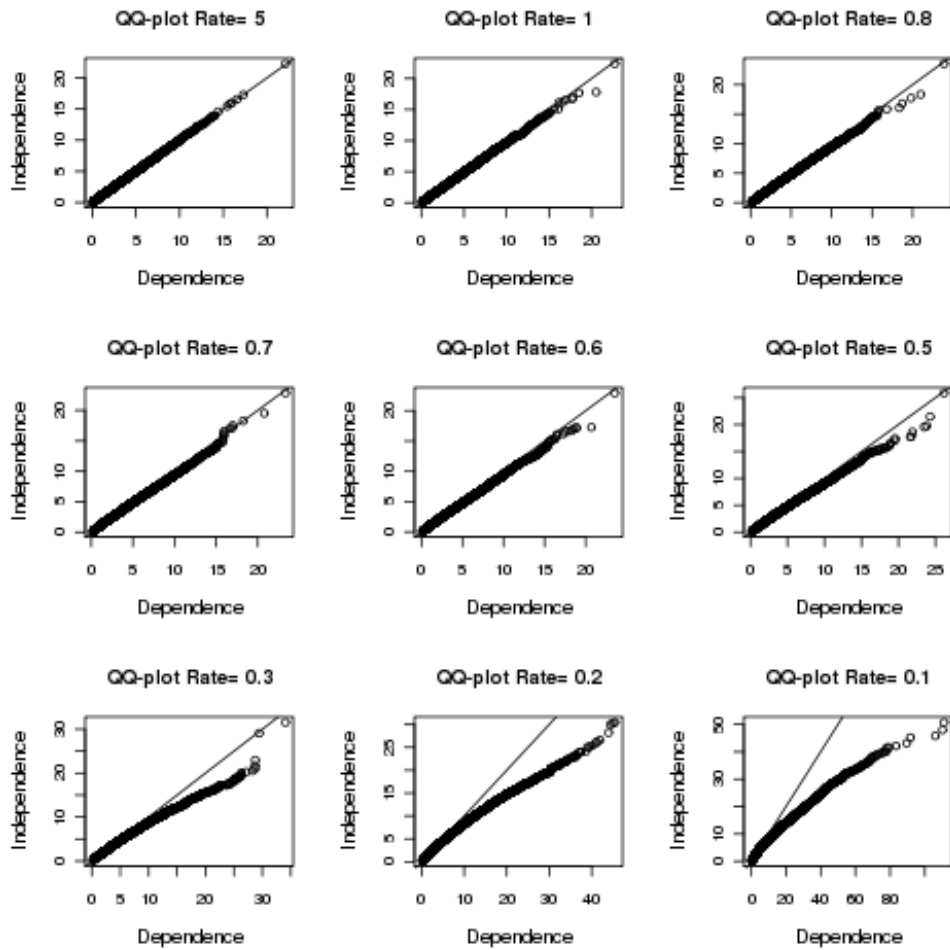 QQ-plot Rate= 5
Independence
0 5 10 15 20
0 5 10 15 20
Dependence
QQ-plot Rate= 1
Independence
0 5 10 15 20
0 5 10 15 20
Dependence
QQ-plot Rate= 0.8
Independence
0 5 10 20
0 5 10 15 20
Dependence
QQ-plot Rate= 0.7
Independence
0 5 10 20
0 5 10 15 20
Dependence
QQ-plot Rate= 0.6
Independence
0 5 10 20
0 5 10 15 20
Dependence
QQ-plot Rate= 0.5
Independence
0 5 10 20
0 5 10 15 20 25
Dependence
QQ-plot Rate= 0.3
Independence
0 10 20 30
0 5 10 20 30
Dependence
QQ-plot Rate= 0.2
Independence
0 5 15 25
0 10 20 30 40
Dependence
QQ-plot Rate= 0.1
Independence
0 10 30 50
0 20 40 60 80
Dependence